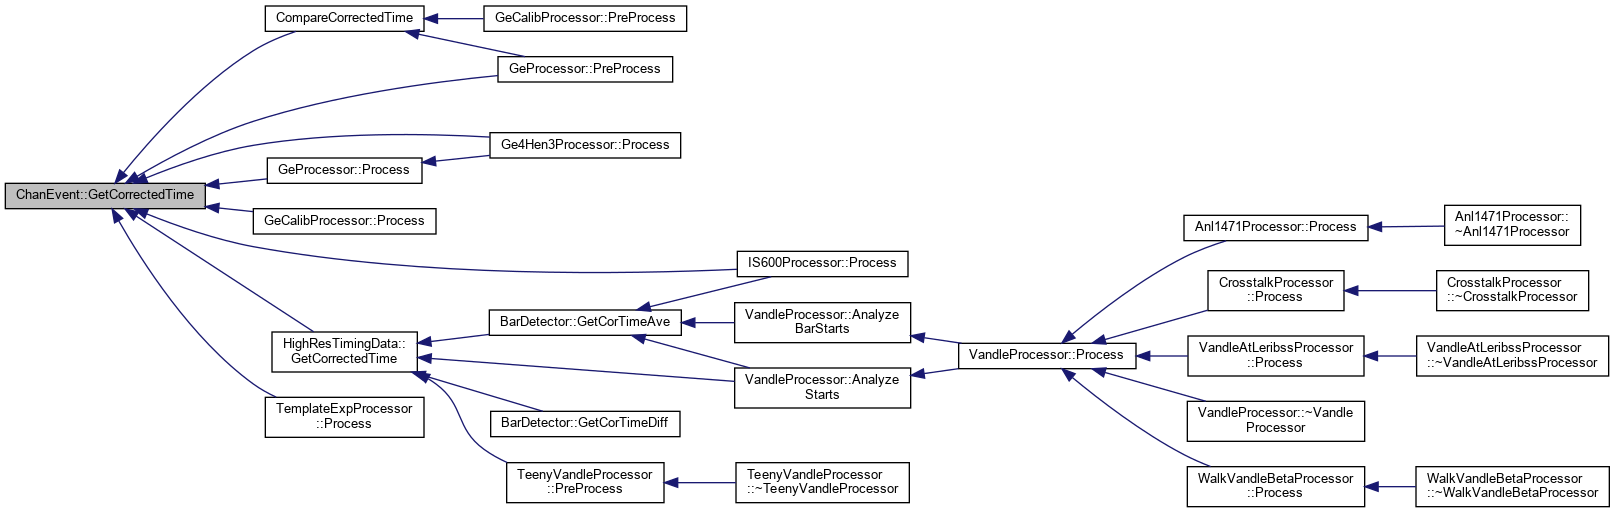 CompareCorrectedTime
GeCalibProcessor::PreProcess
GeProcessor::PreProcess
Ge4Hen3Processor::Process
GeProcessor::Process
ChanEvent::GetCorrectedTime
GeCalibProcessor::Process
IS600Processor::Process
HighResTimingData::
GetCorrectedTime
BarDetector::GetCorTimeAve
VandleProcessor::Analyze
BarStarts
VandleProcessor::Analyze
Starts
BarDetector::GetCorTimeDiff
TemplateExpProcessor
::Process
TeenyVandleProcessor
::PreProcess
TeenyVandleProcessor
::~TeenyVandleProcessor
VandleProcessor::Process
Anl1471Processor::Process
Anl1471Processor::
~Anl1471Processor
CrosstalkProcessor
::Process
CrosstalkProcessor
::~CrosstalkProcessor
VandleAtLeribssProcessor
::Process
VandleAtLeribssProcessor
::~VandleAtLeribssProcessor
VandleProcessor::~Vandle
Processor
WalkVandleBetaProcessor
::Process
WalkVandleBetaProcessor
::~WalkVandleBetaProcessor